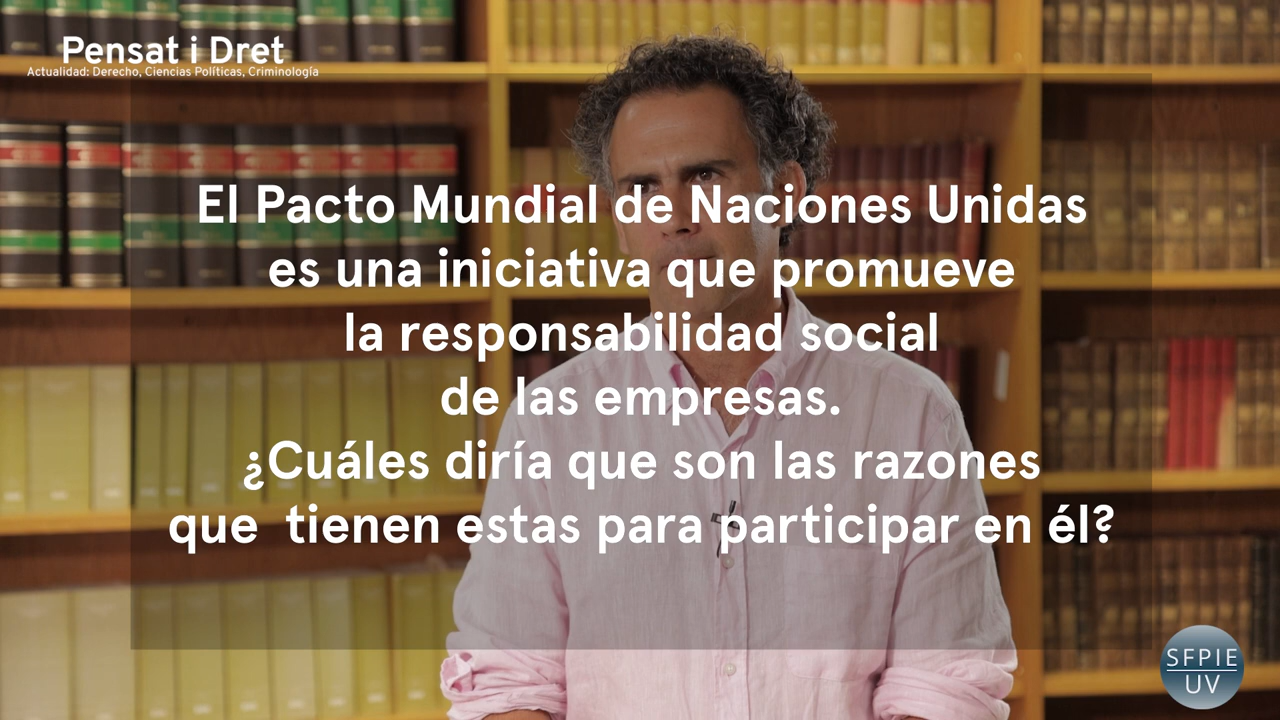 Pensat i Dret
Actualidad: Derecho, Ciencias Políticas, Criminología
El Pacto Mundial de Naciones Unidas
es una iniciativa que promueve
la responsabilidad social
de las empresas.
¿Cuáles diría que son las razones
que tienen estas para participar en él?
SFPIE
UV